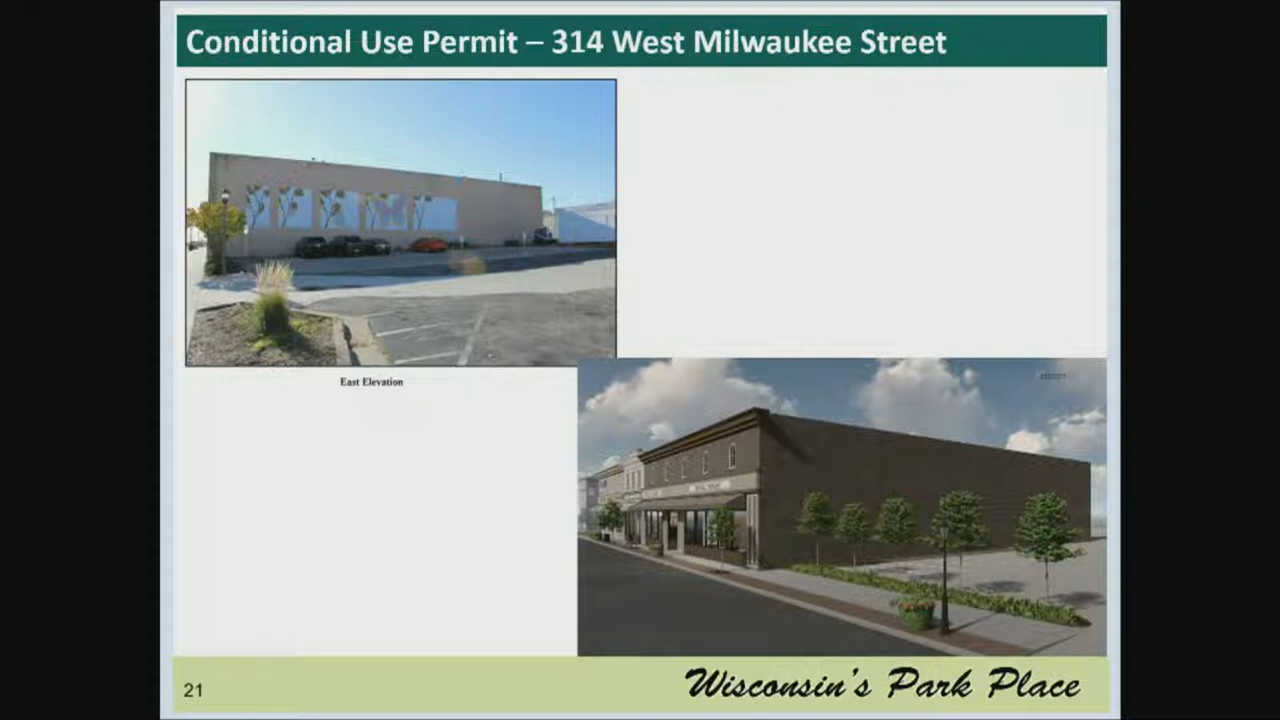 Conditional Use Permit – 314 West Milwaukee Street
East Elevation
21
Wisconsin's Park Place